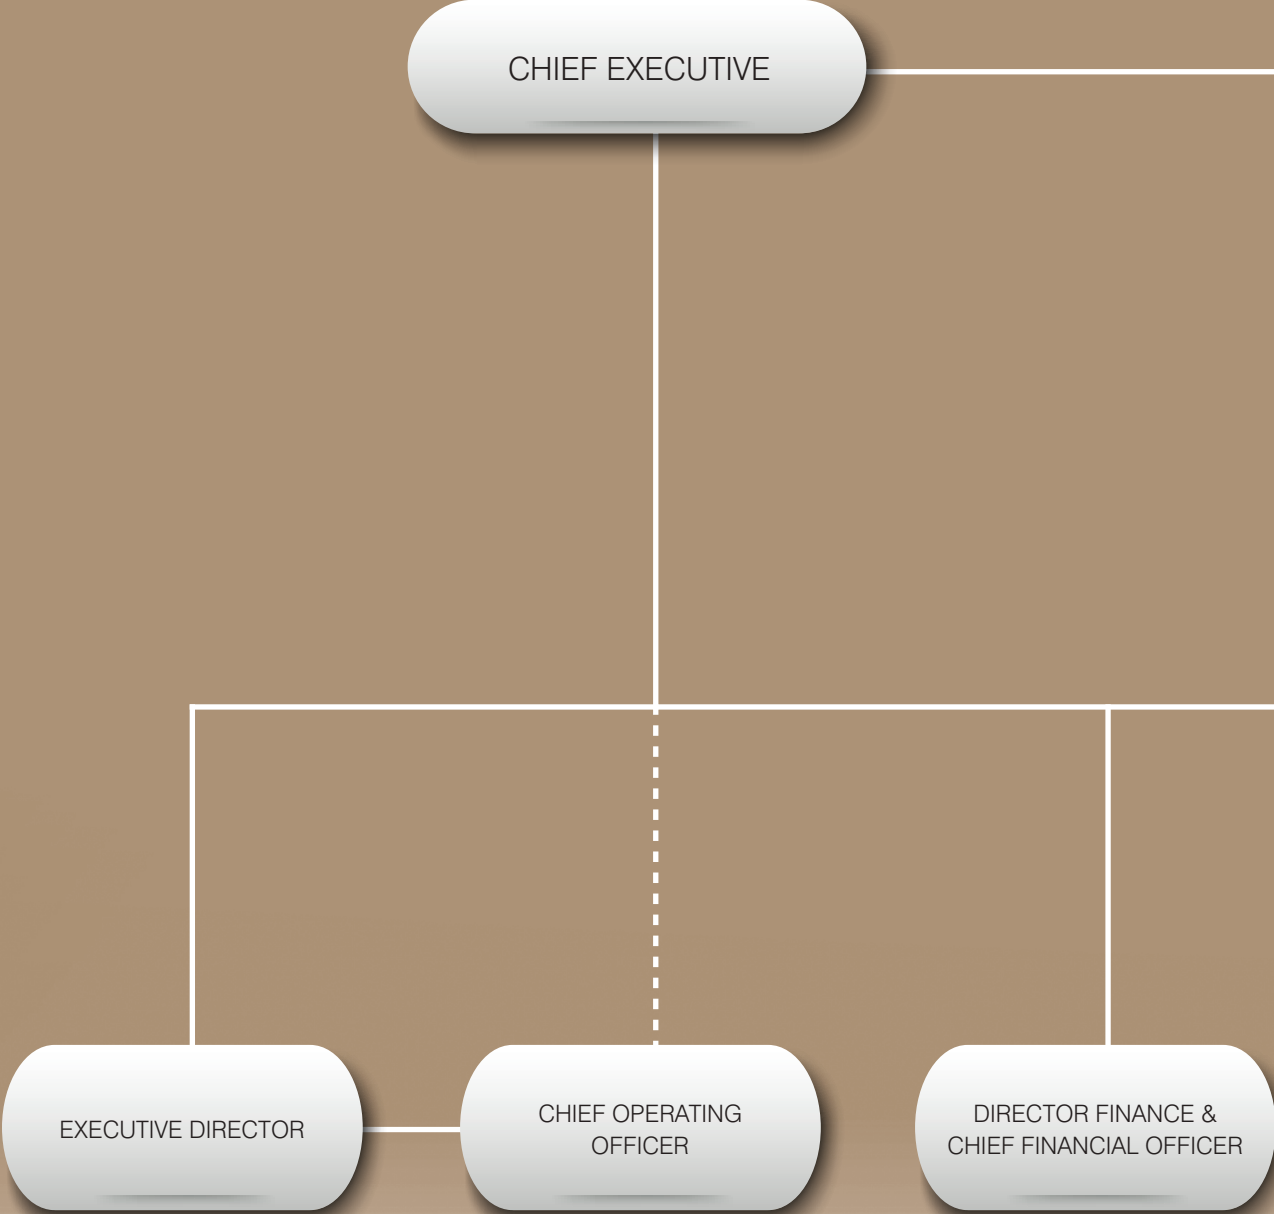 CHIEF EXECUTIVE
EXECUTIVE DIRECTOR
CHIEF OPERATING
OFFICER
DIRECTOR FINANCE &
CHIEF FINANCIAL OFFICER